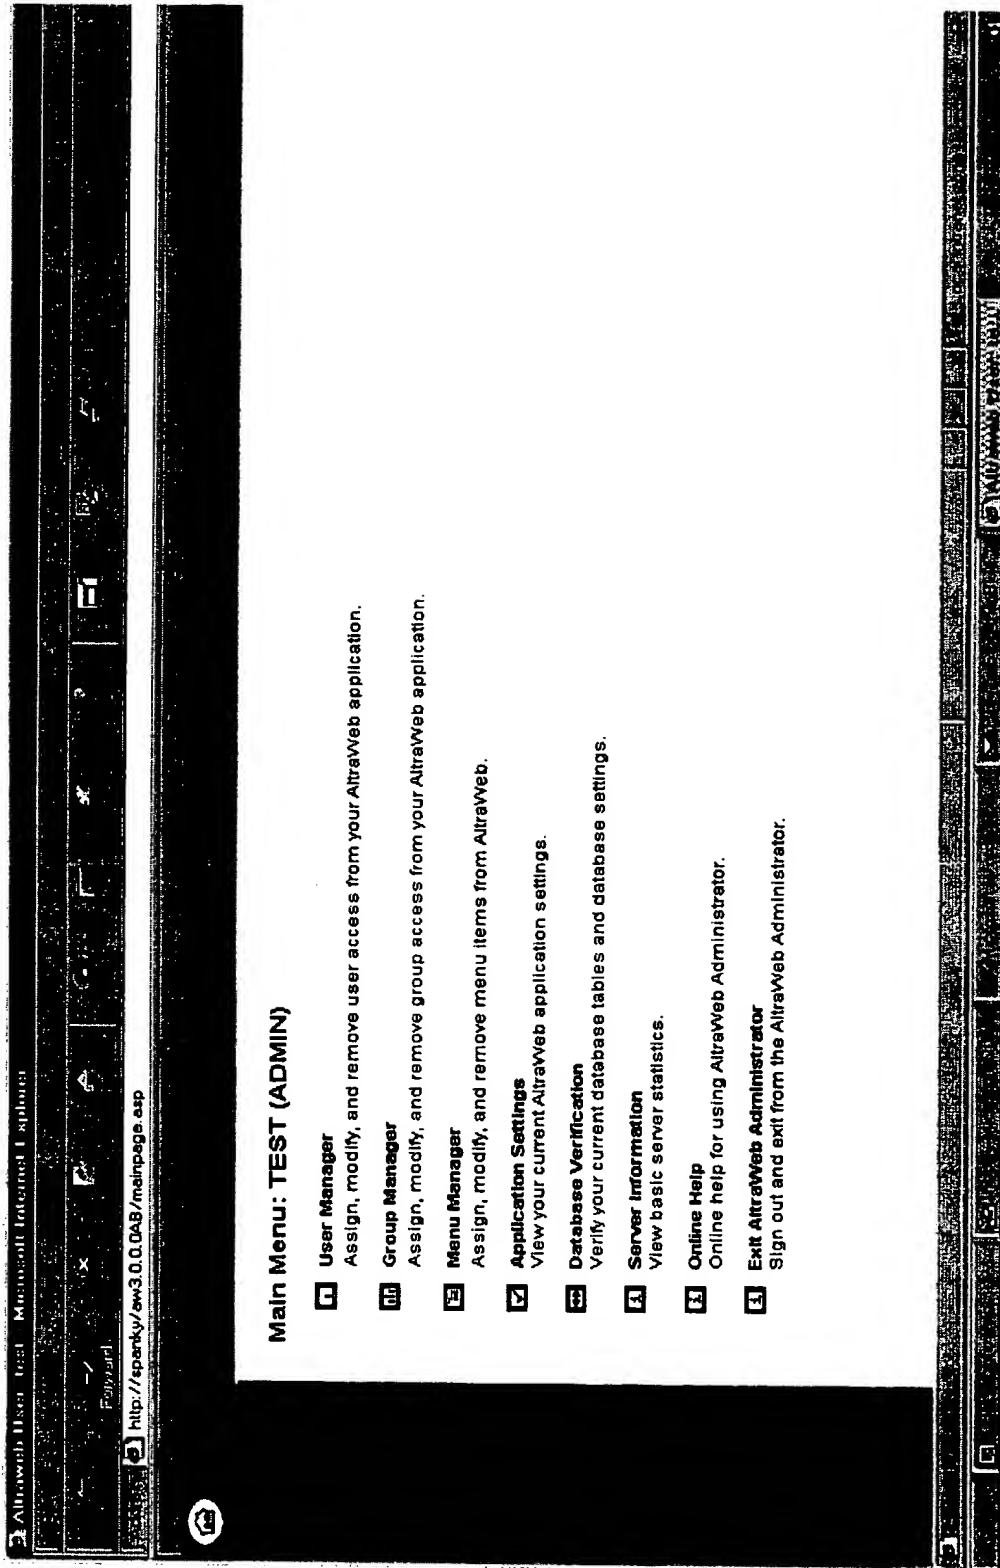 Altraweb User Test Microsoft Internet Explorer
Forward
http://spanky/aw3.0.0.0AB/mainpage.asp
Main Menu: TEST (ADMIN)
User Manager
Assign, modify, and remove user access from your AltraWeb application.
Group Manager
Assign, modify, and remove group access from your AltraWeb application.
Menu Manager
Assign, modify, and remove menu items from AltraWeb.
Application Settings
View your current AltraWeb application settings.
Database Verification
Verify your current database tables and database settings.
Server Information
View basic server statistics.
Online Help
Online help for using AltraWeb Administrator.
Exit AltraWeb Administrator
Sign out and exit from the AltraWeb Administrator.